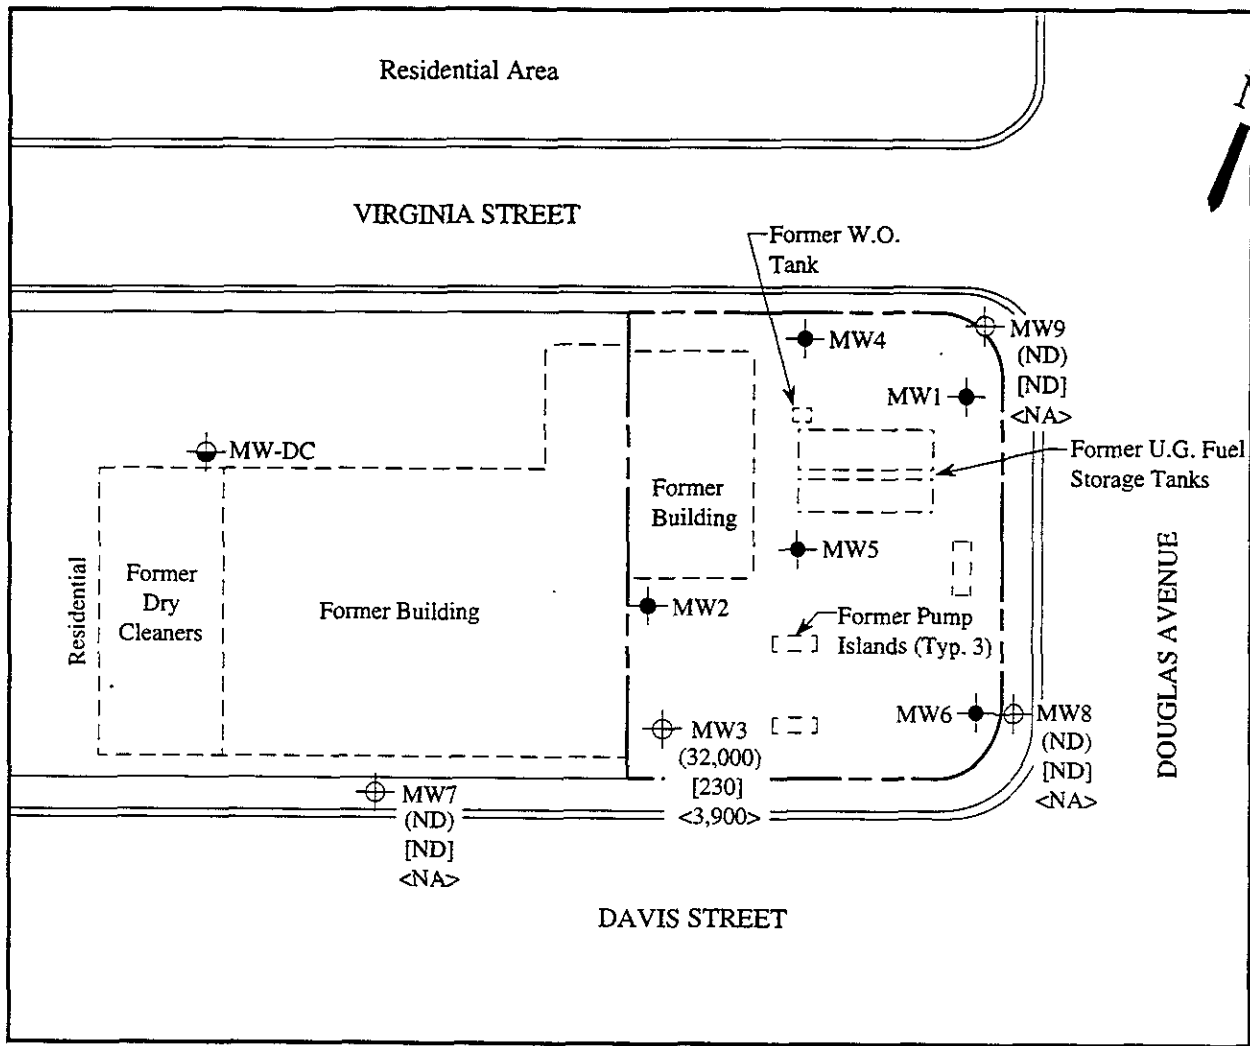 Residential Area
VIRGINIA STREET
Former W.O.
Tank
MW4
MW9
(ND)
[ND]
<NA>
MW1
MW-DC
Former U.G. Fuel
Storage Tanks
Former
Building
MW5
Residential
Former
Dry
Cleaners
Former Building
MW2
Former Pump
Islands (Typ. 3)
DOUGLAS AVENUE
MW6
MW8
(ND)
[ND]
<NA>
MW3
(32,000)
[230]
<3,900>
MW7
(ND)
[ND]
<NA>
DAVIS STREET